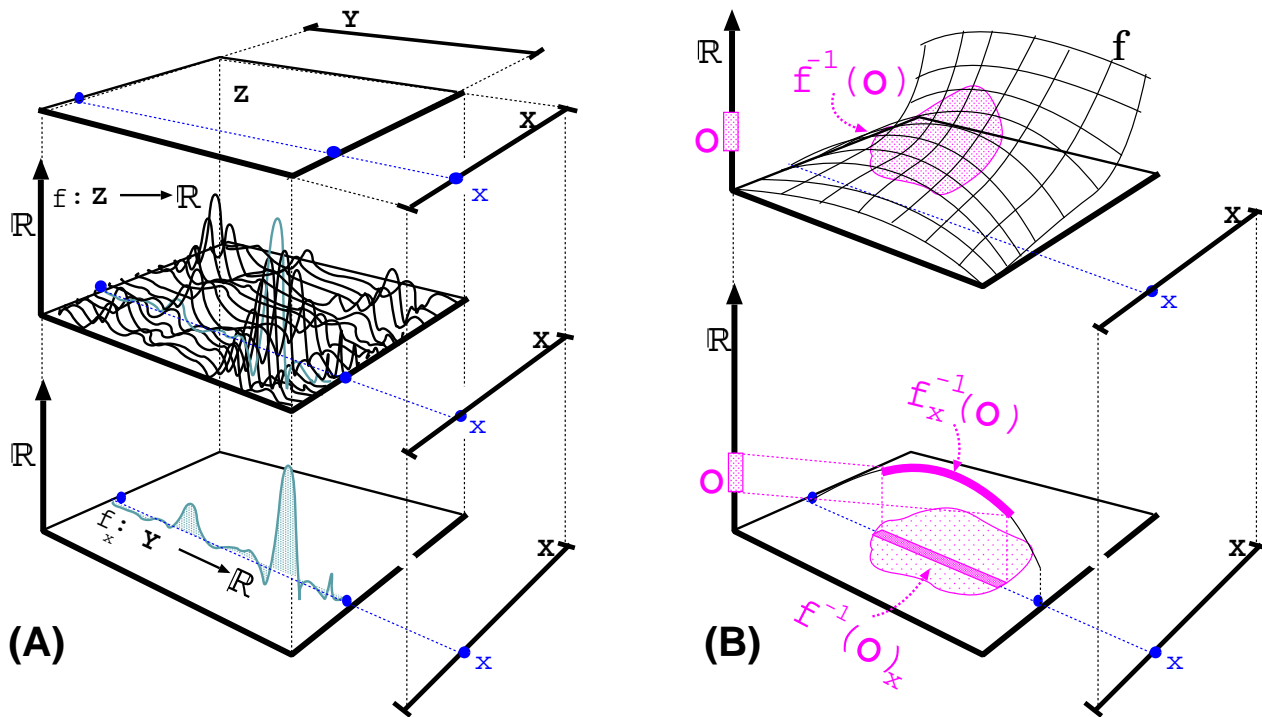 Y
Z
X
x
ℝ
f: Z → ℝ
X
x
ℝ
f_x: Y → ℝ
X
x
(A)
ℝ
f
f^{-1}(O)
O
X
x
ℝ
f_x^{-1}(O)
O
X
f^{-1}(O)_x
x
(B)